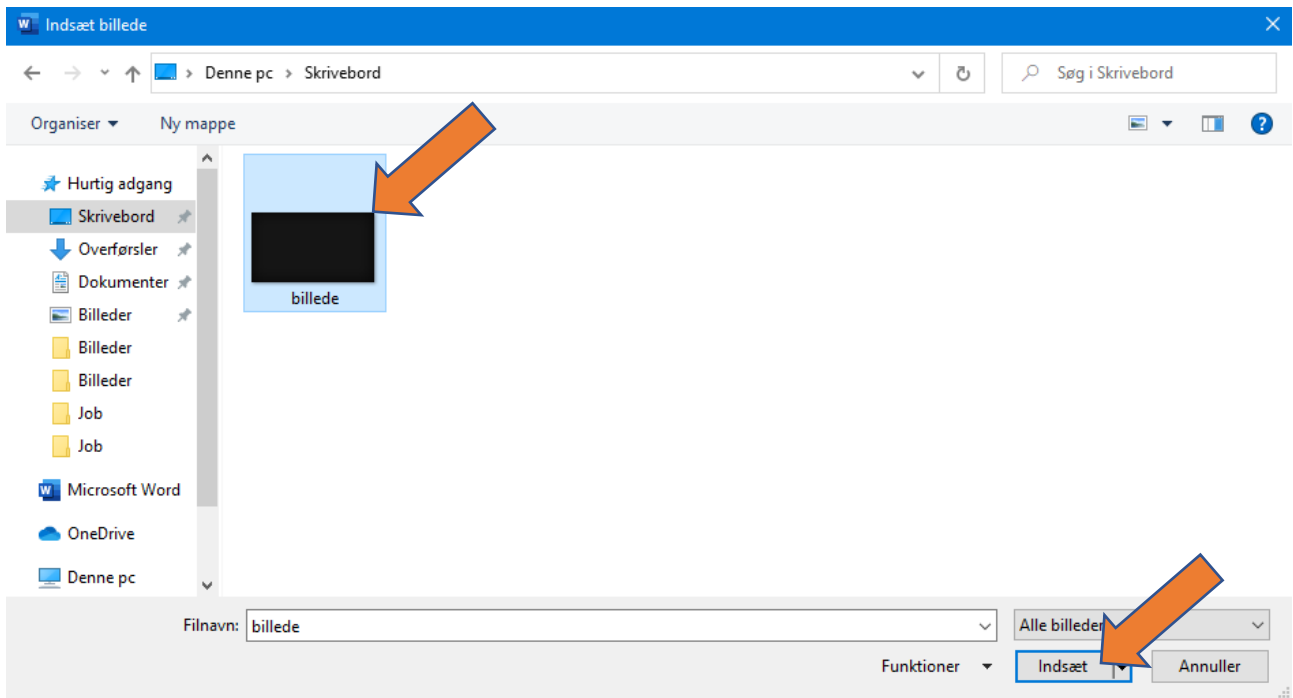 Indsæt billede
Denne pc › Skrivebord
Søg i Skrivebord
Organiser
Ny mappe
Hurtig adgang
Skrivebord
Overførsler
Dokumenter
Billeder
Billeder
Billeder
Job
Job
Microsoft Word
OneDrive
Denne pc
billede
Filnavn: billede
Alle billeder
Funktioner
Indsæt
Annuller